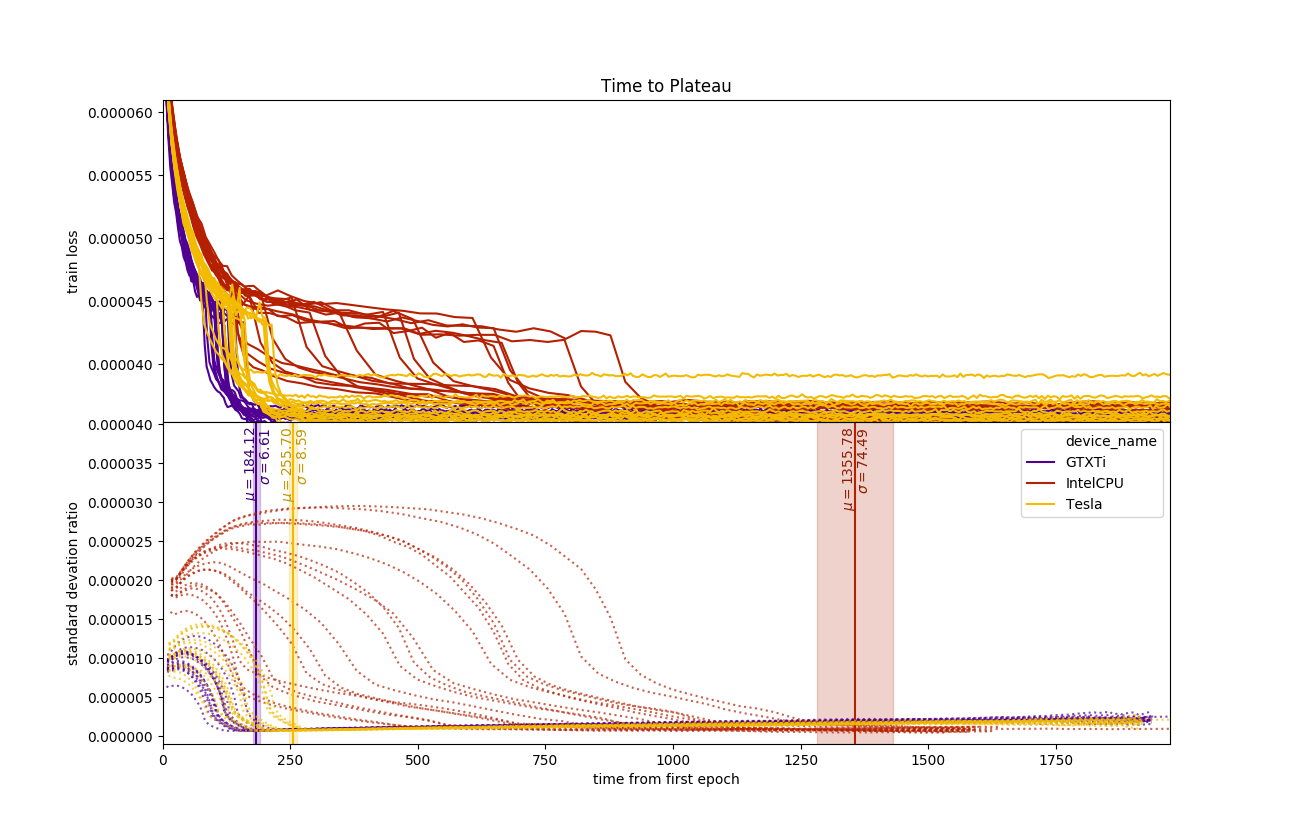 Time to Plateau
0.000060
0.000055
0.000050
0.000045
0.000040
train loss
0.000040
0.000035
0.000030
0.000025
0.000020
0.000015
0.000010
0.000005
0.000000
standard devation ratio
μ = 184.12
σ = 6.61
μ = 255.70
σ = 8.59
μ = 1355.78
σ = 74.49
device_name
GTXTi
IntelCPU
Tesla
0 250 500 750 1000 1250 1500 1750
time from first epoch